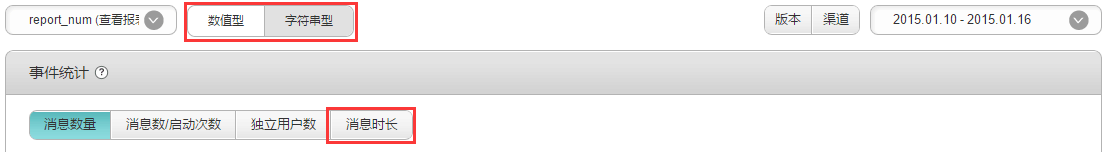 report_num (查看报 数值型 字符串型 版本 渠道 2015.01.10 - 2015.01.16
事件统计 ?
消息数量 消息数/启动次数 独立用户数 消息时长